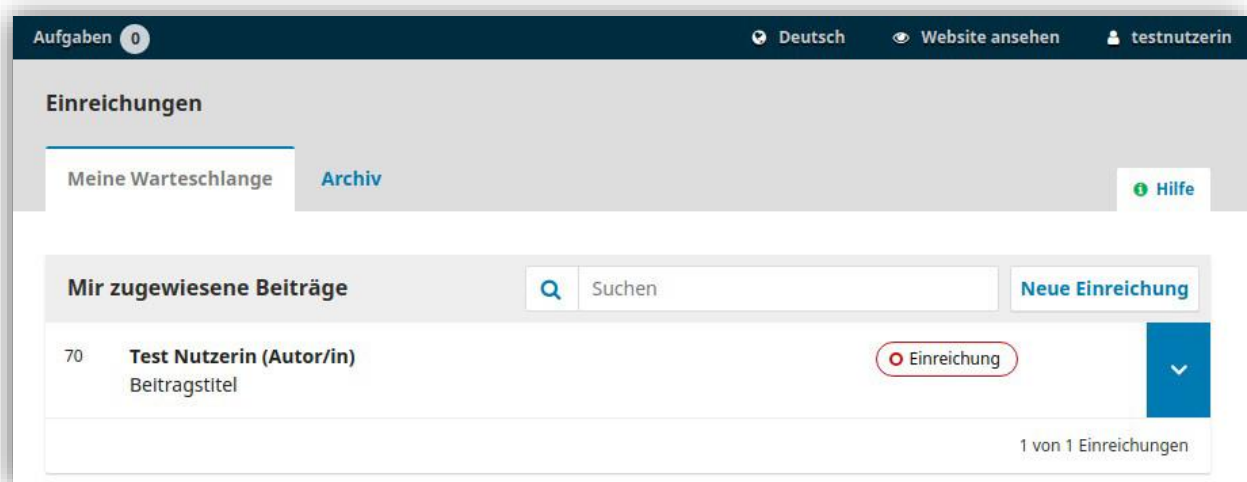 Aufgaben 0 Deutsch Website ansehen testnutzerin
Einreichungen
Meine Warteschlange Archiv
Hilfe
Mir zugewiesene Beiträge Suchen Neue Einreichung
70 Test Nutzerin (Autor/in) Einreichung
Beitragstitel
1 von 1 Einreichungen